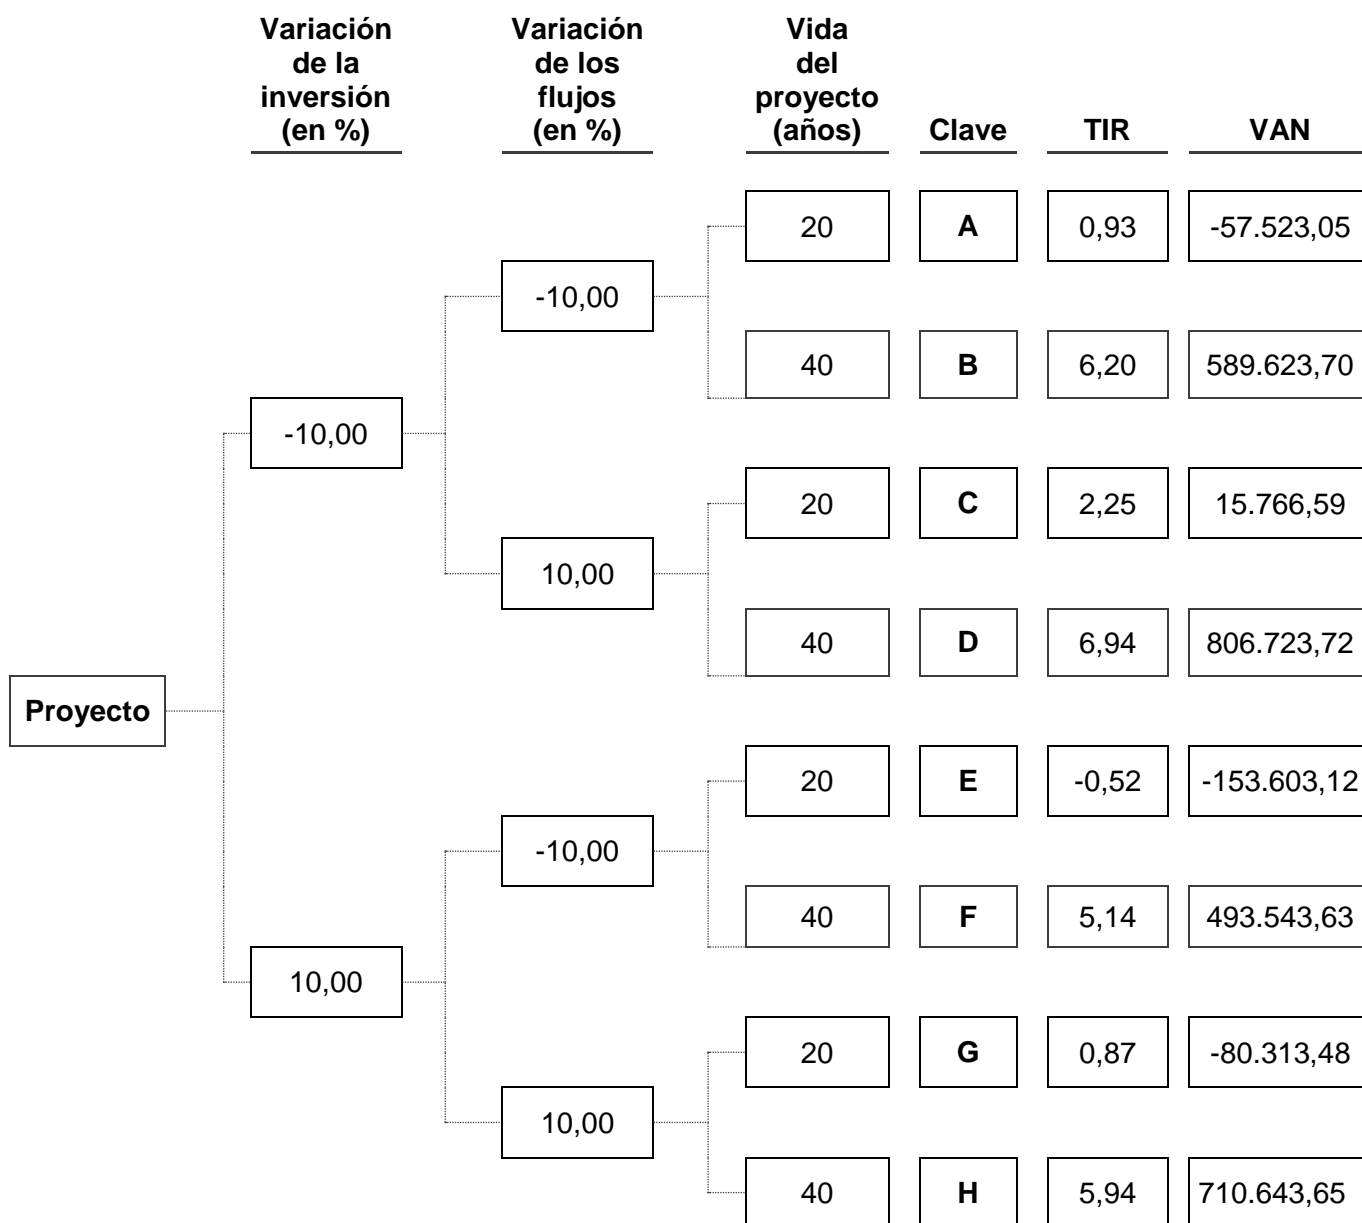 Variación de la inversión (en %)
Variación de los flujos (en %)
Vida del proyecto (años)
Clave
TIR
VAN
20 A 0,93 -57.523,05
-10,00
40 B 6,20 589.623,70
-10,00
20 C 2,25 15.766,59
10,00
40 D 6,94 806.723,72
Proyecto
20 E -0,52 -153.603,12
-10,00
40 F 5,14 493.543,63
10,00
20 G 0,87 -80.313,48
10,00
40 H 5,94 710.643,65